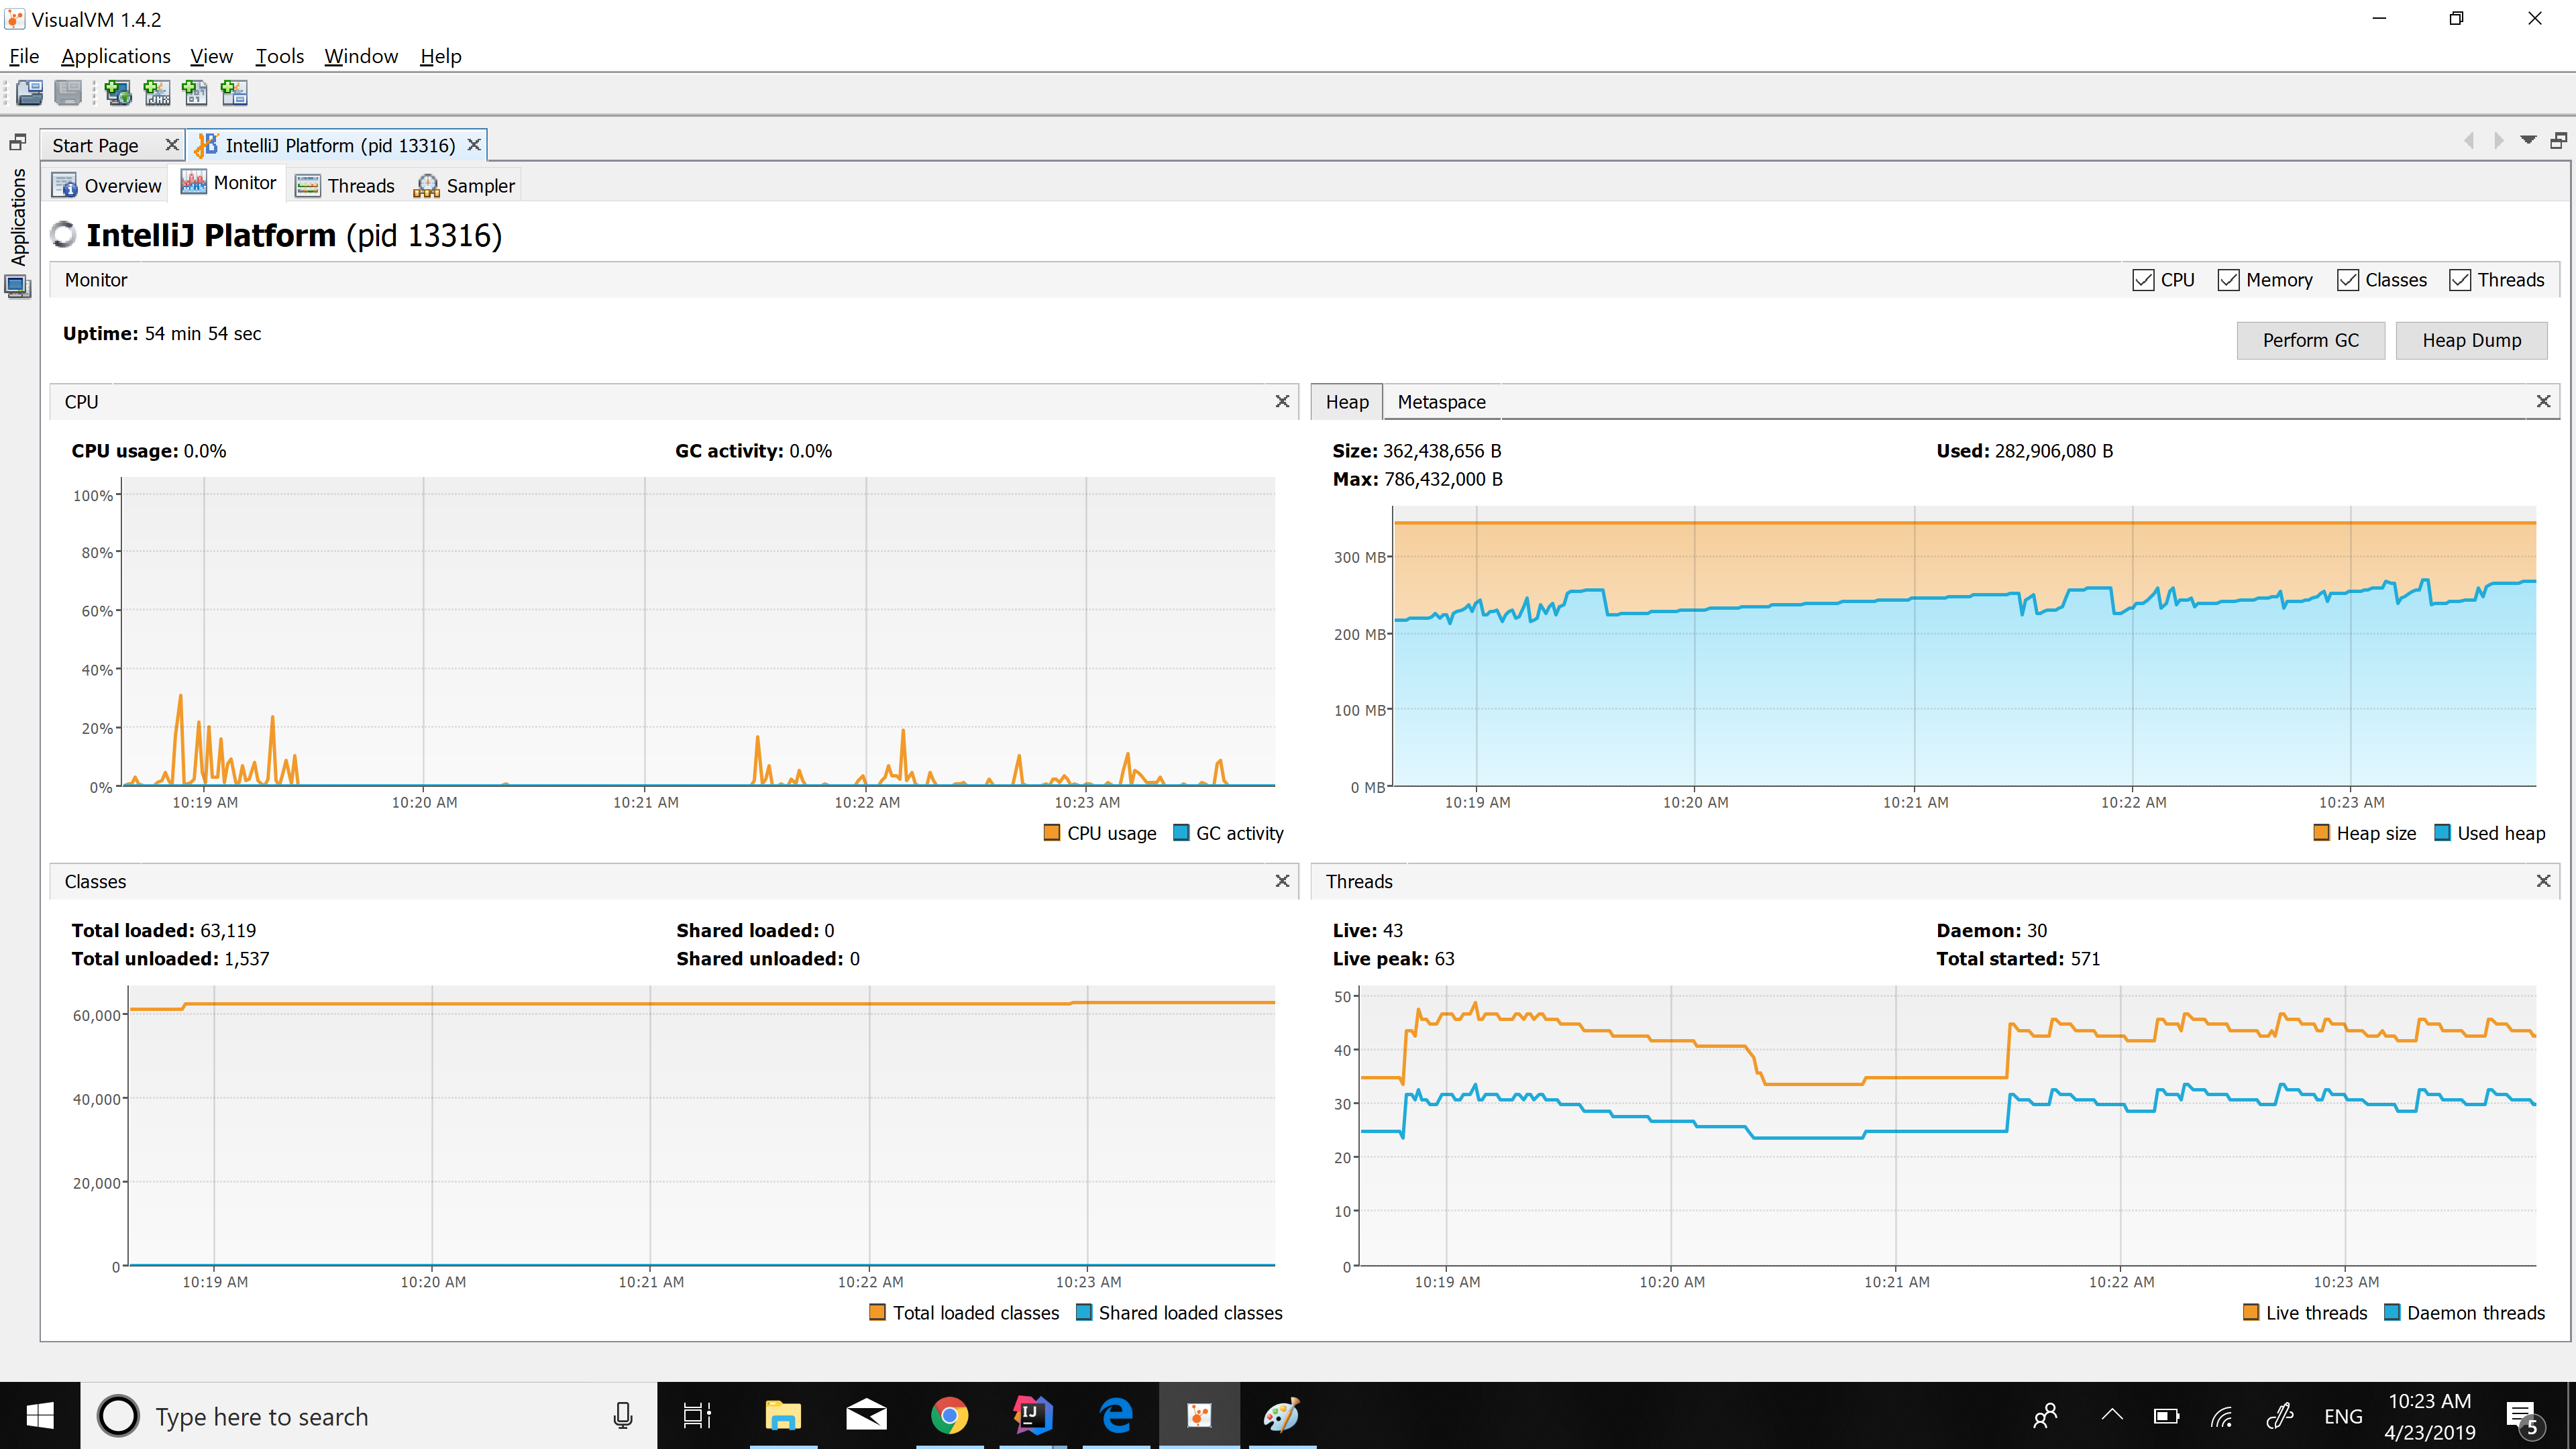 VisualVM 1.4.2
File Applications View Tools Window Help
Start Page IntelliJ Platform (pid 13316)
Applications
Overview Monitor Threads Sampler
IntelliJ Platform (pid 13316)
Monitor CPU Memory Classes Threads
Uptime: 54 min 54 sec
Perform GC Heap Dump
CPU
CPU usage: 0.0% GC activity: 0.0%
100%
80%
60%
40%
20%
0%
10:19 AM 10:20 AM 10:21 AM 10:22 AM 10:23 AM
CPU usage GC activity
Heap Metaspace
Size: 362,438,656 B Used: 282,906,080 B
Max: 786,432,000 B
300 MB
200 MB
100 MB
0 MB
10:19 AM 10:20 AM 10:21 AM 10:22 AM 10:23 AM
Heap size Used heap
Classes
Total loaded: 63,119 Shared loaded: 0
Total unloaded: 1,537 Shared unloaded: 0
60,000
40,000
20,000
0
10:19 AM 10:20 AM 10:21 AM 10:22 AM 10:23 AM
Total loaded classes Shared loaded classes
Threads
Live: 43 Daemon: 30
Live peak: 63 Total started: 571
50
40
30
20
10
0
10:19 AM 10:20 AM 10:21 AM 10:22 AM 10:23 AM
Live threads Daemon threads
Type here to search
IJ
ENG
10:23 AM
4/23/2019
5